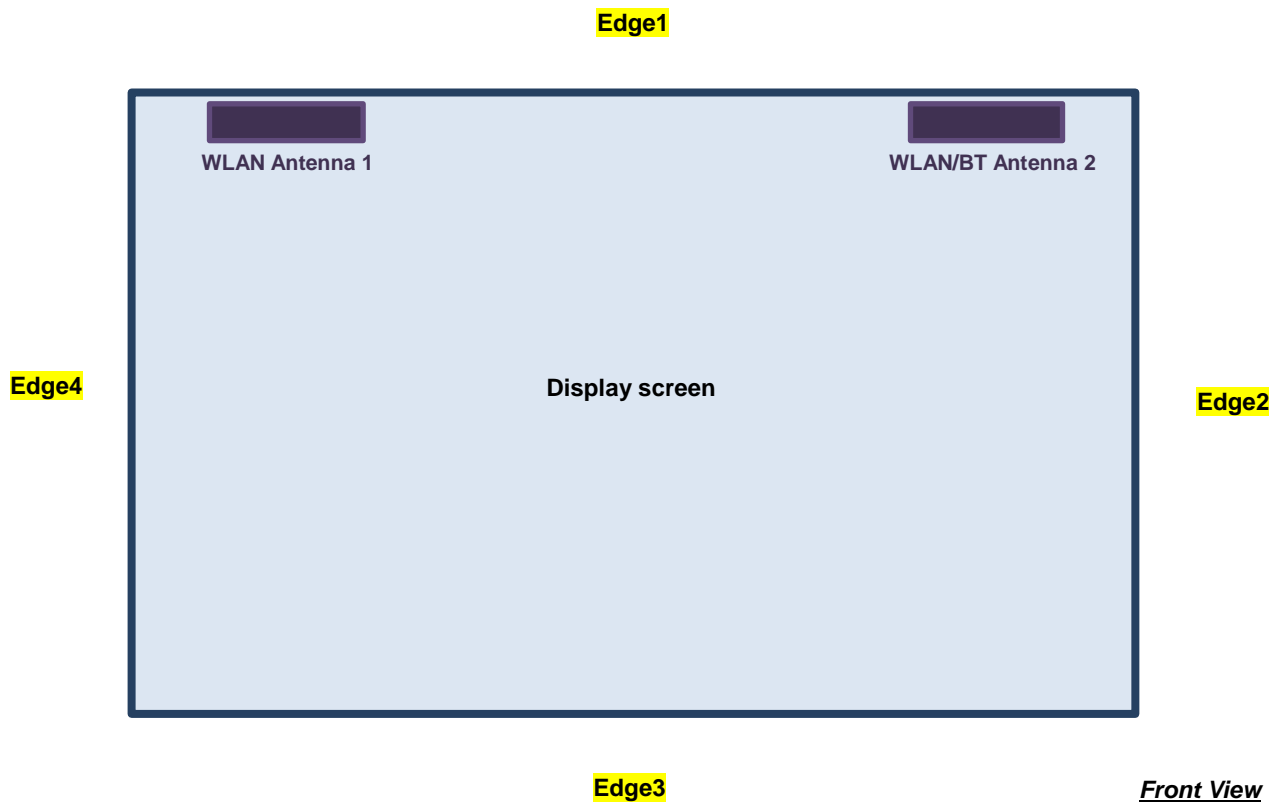 Edge1
WLAN Antenna 1
WLAN/BT Antenna 2
Edge4
Display screen
Edge2
Edge3
Front View